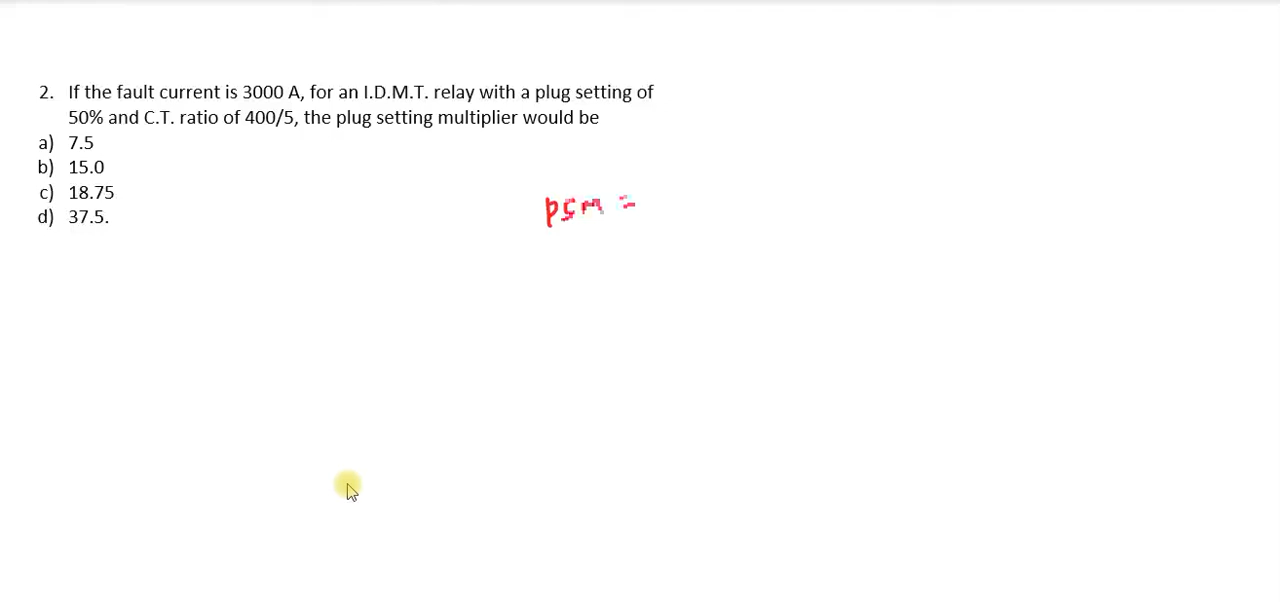 2. If the fault current is 3000 A, for an I.D.M.T. relay with a plug setting of
50% and C.T. ratio of 400/5, the plug setting multiplier would be
a) 7.5
b) 15.0
c) 18.75
d) 37.5.
PSM =